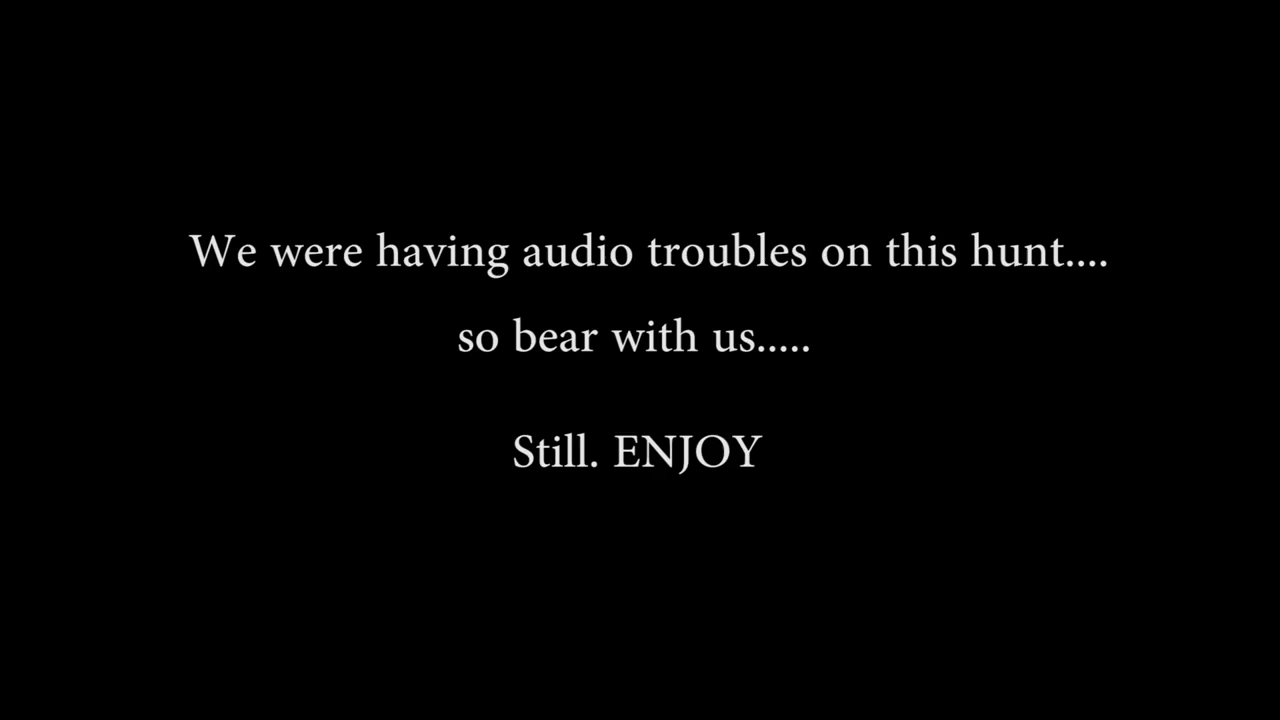 We were having audio troubles on this hunt....
so bear with us.....
Still. ENJOY